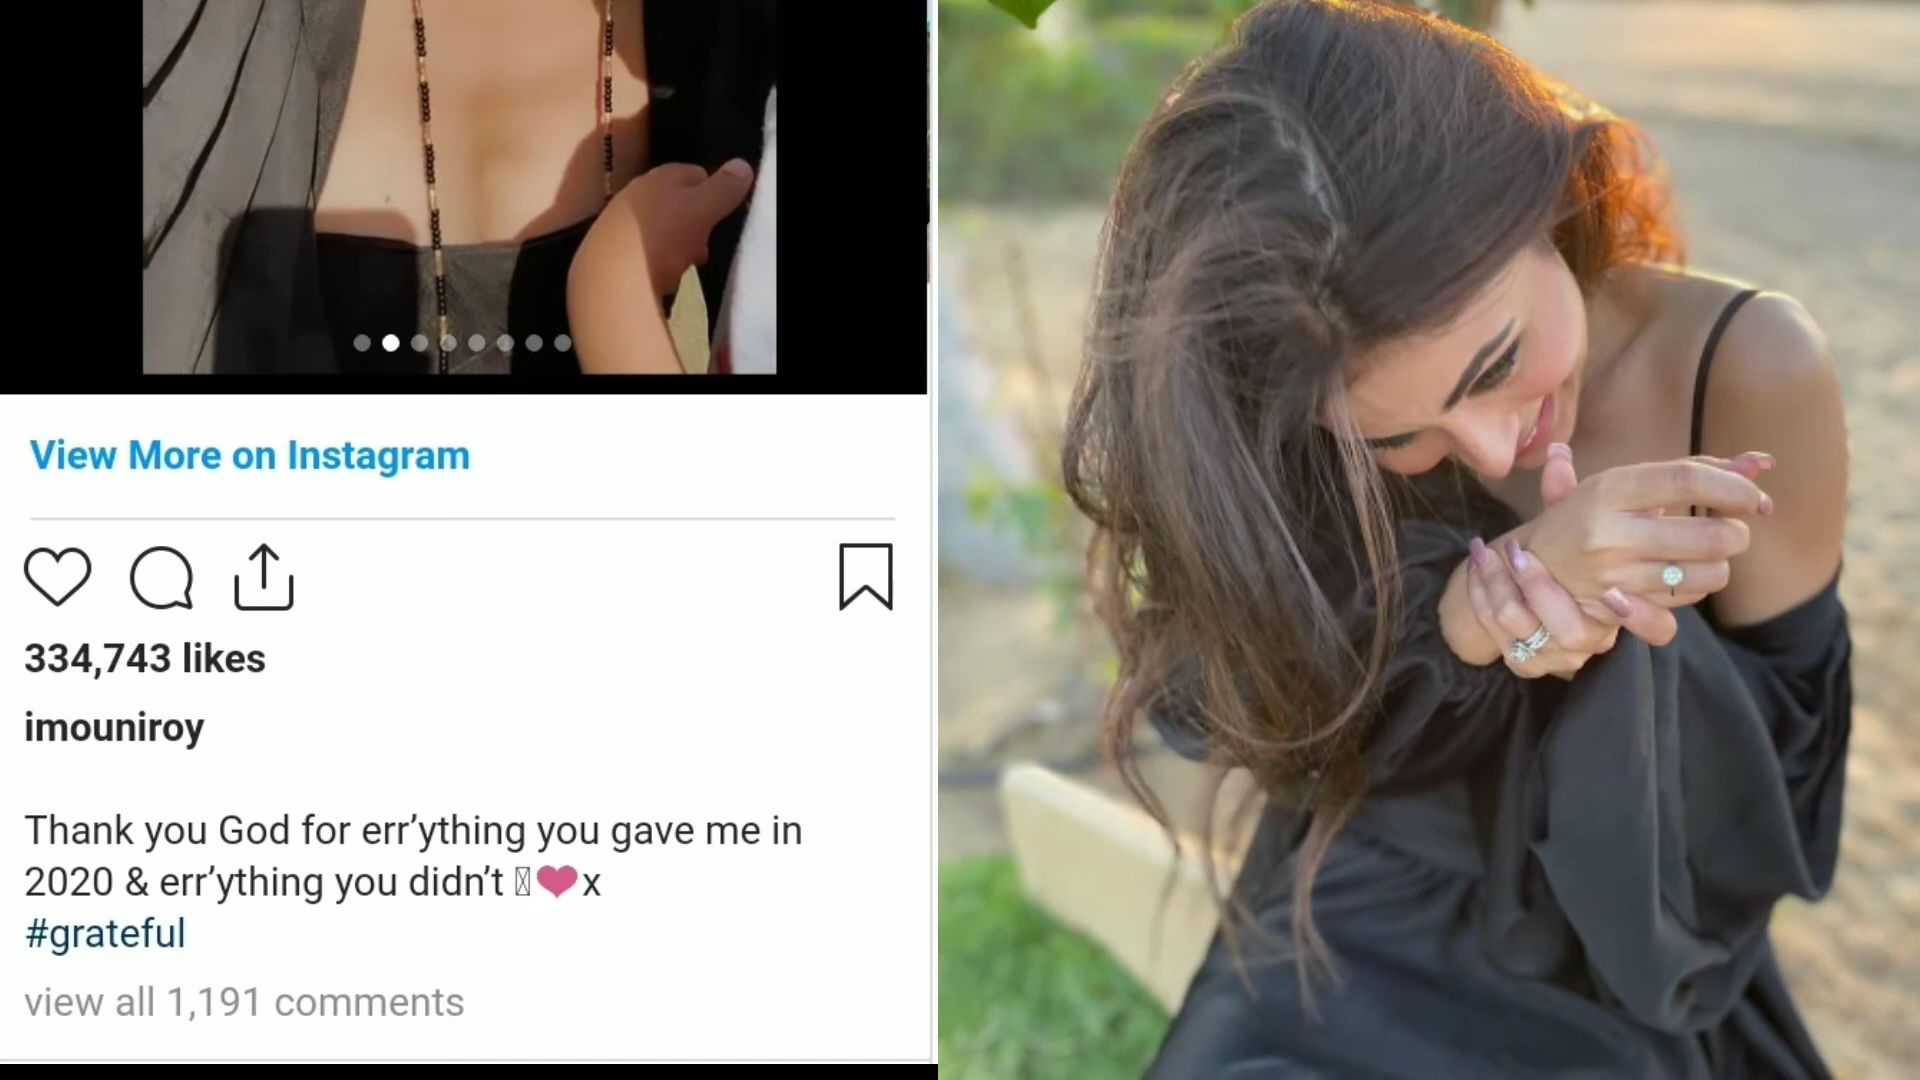 View More on Instagram
334,743 likes
imouniroy
Thank you God for err’ything you gave me in
2020 & err’ything you didn’t ❤️x
#grateful
view all 1,191 comments